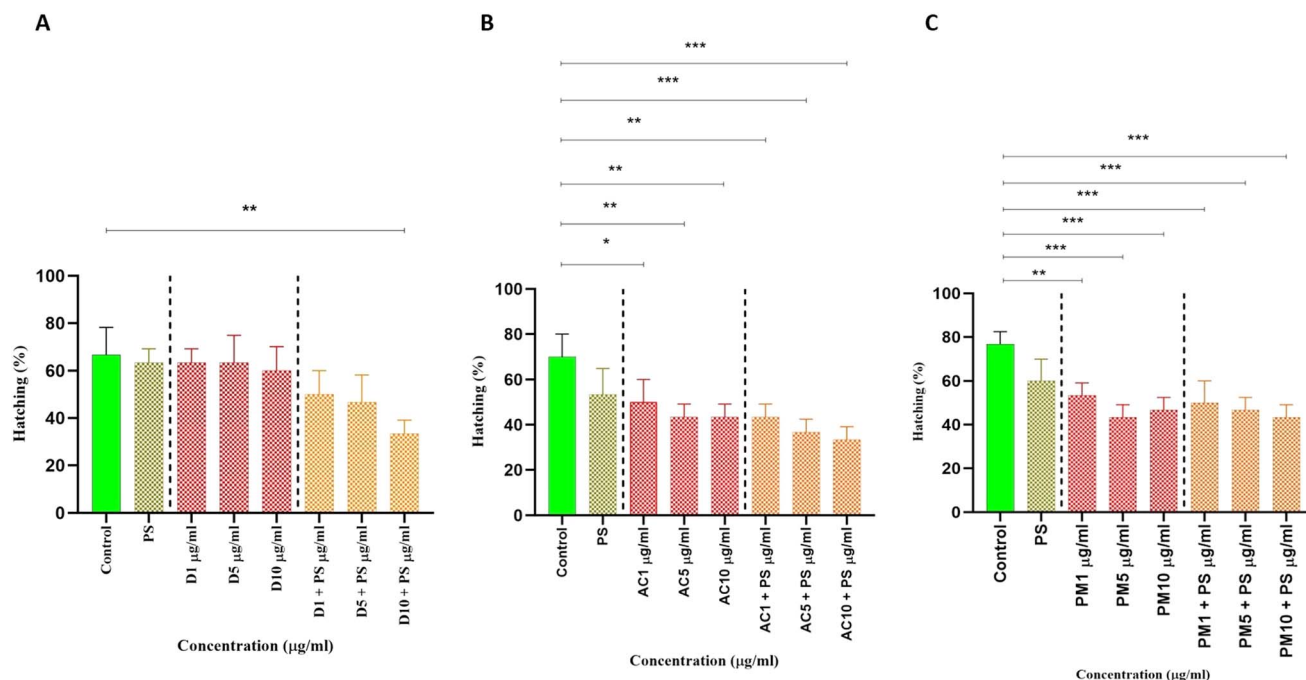 A
**
Hatching (%)
100
80
60
40
20
0
Control
PS
D1 μg/ml
D5 μg/ml
D10 μg/ml
D1 + PS μg/ml
D5 + PS μg/ml
D10 + PS μg/ml
Concentration (μg/ml)
B
***
***
**
**
**
*
Hatching (%)
100
80
60
40
20
0
Control
PS
AC1 μg/ml
AC5 μg/ml
AC10 μg/ml
AC1 + PS μg/ml
AC5 + PS μg/ml
AC10 + PS μg/ml
Concentration (μg/ml)
C
***
***
***
***
***
**
Hatching (%)
100
80
60
40
20
0
Control
PS
PM1 μg/ml
PM5 μg/ml
PM10 μg/ml
PM1 + PS μg/ml
PM5 + PS μg/ml
PM10 + PS μg/ml
Concentration (μg/ml)